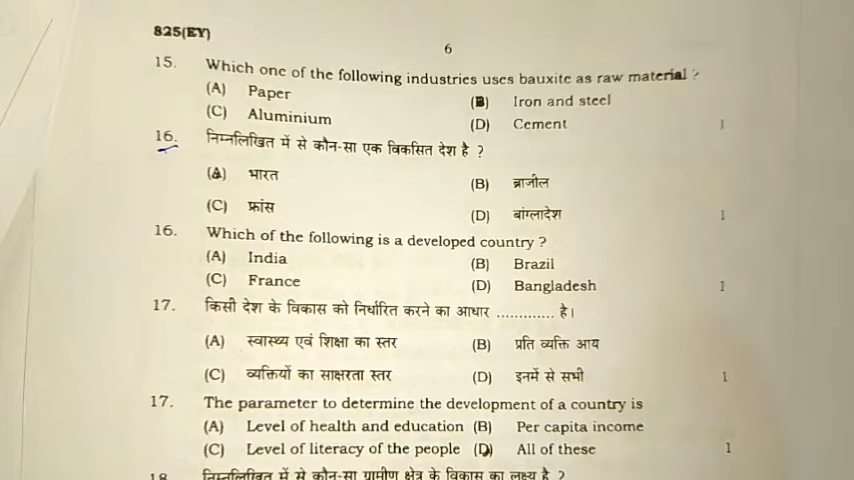 825(EY)
6
15. Which one of the following industries uses bauxite as raw material ?
(A) Paper (B) Iron and steel
(C) Aluminium (D) Cement 1
16. निम्नलिखित में से कौन-सा एक विकसित देश है ?
(A) भारत (B) ब्राजील
(C) फ्रांस (D) बांग्लादेश 1
16. Which of the following is a developed country ?
(A) India (B) Brazil
(C) France (D) Bangladesh 1
17. किसी देश के विकास को निर्धारित करने का आधार ............. है।
(A) स्वास्थ्य एवं शिक्षा का स्तर (B) प्रति व्यक्ति आय
(C) व्यक्तियों का साक्षरता स्तर (D) इनमें से सभी 1
17. The parameter to determine the development of a country is
(A) Level of health and education (B) Per capita income
(C) Level of literacy of the people (D) All of these 1
18. निम्नलिखित में से कौन-सा ग्रामीण क्षेत्र के विकास का लक्ष्य है ?